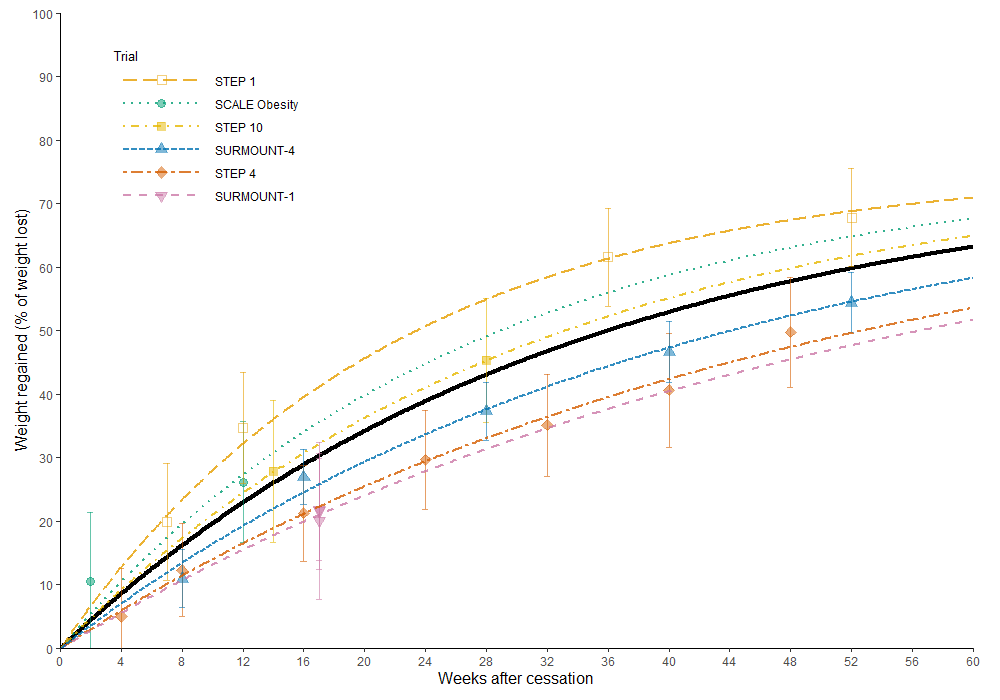 100
90
80
70
60
50
40
30
20
10
0
Weight regained (% of weight lost)
Trial
STEP 1
SCALE Obesity
STEP 10
SURMOUNT-4
STEP 4
SURMOUNT-1
0 4 8 12 16 20 24 28 32 36 40 44 48 52 56 60
Weeks after cessation